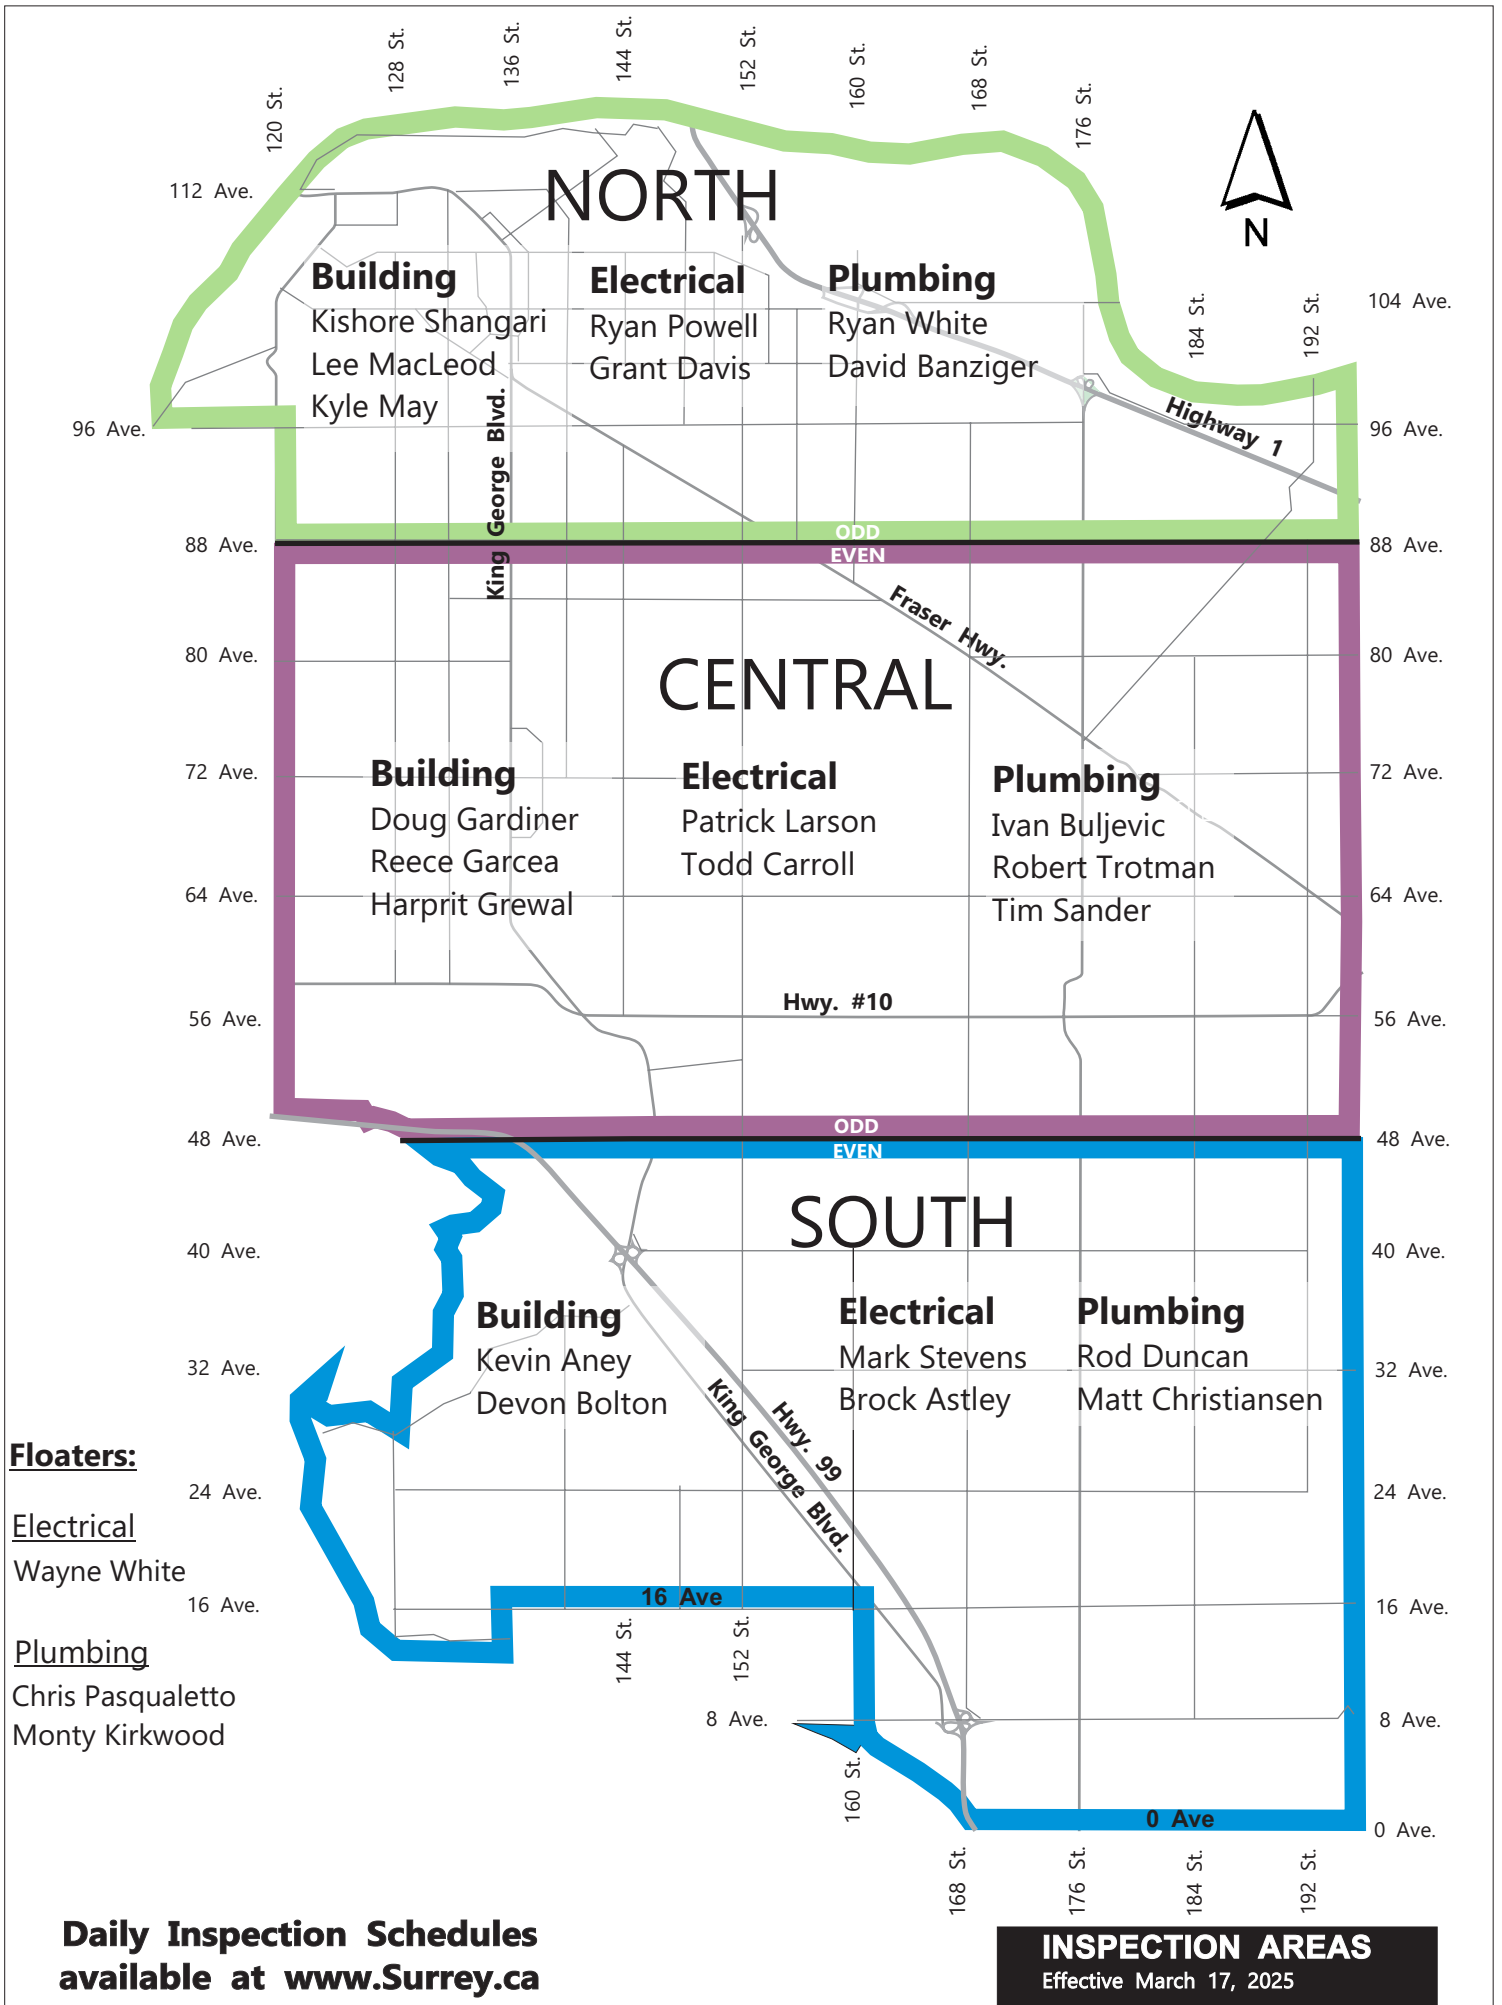 120 St.
128 St.
136 St.
144 St.
152 St.
160 St.
168 St.
176 St.
N
112 Ave.
NORTH
Building
Kishore Shangari
Lee MacLeod
Kyle May
Electrical
Ryan Powell
Grant Davis
Plumbing
Ryan White
David Banziger
184 St.
192 St.
104 Ave.
96 Ave.
King George Blvd.
Highway 1
96 Ave.
88 Ave.
ODD
EVEN
88 Ave.
Fraser Hwy.
80 Ave.
80 Ave.
CENTRAL
72 Ave.
72 Ave.
Building
Doug Gardiner
Reece Garcea
Harprit Grewal
Electrical
Patrick Larson
Todd Carroll
Plumbing
Ivan Buljevic
Robert Trotman
Tim Sander
64 Ave.
64 Ave.
Hwy. #10
56 Ave.
56 Ave.
48 Ave.
ODD
EVEN
48 Ave.
SOUTH
40 Ave.
40 Ave.
Building
Kevin Aney
Devon Bolton
Electrical
Mark Stevens
Brock Astley
Plumbing
Rod Duncan
Matt Christiansen
32 Ave.
32 Ave.
King George Blvd.
Hwy. 99
Floaters:
24 Ave.
24 Ave.
Electrical
Wayne White
16 Ave.
16 Ave
16 Ave.
Plumbing
Chris Pasqualetto
Monty Kirkwood
144 St.
152 St.
8 Ave.
8 Ave.
160 St.
0 Ave
0 Ave.
168 St.
176 St.
184 St.
192 St.
Daily Inspection Schedules
available at www.Surrey.ca
INSPECTION AREAS
Effective March 17, 2025